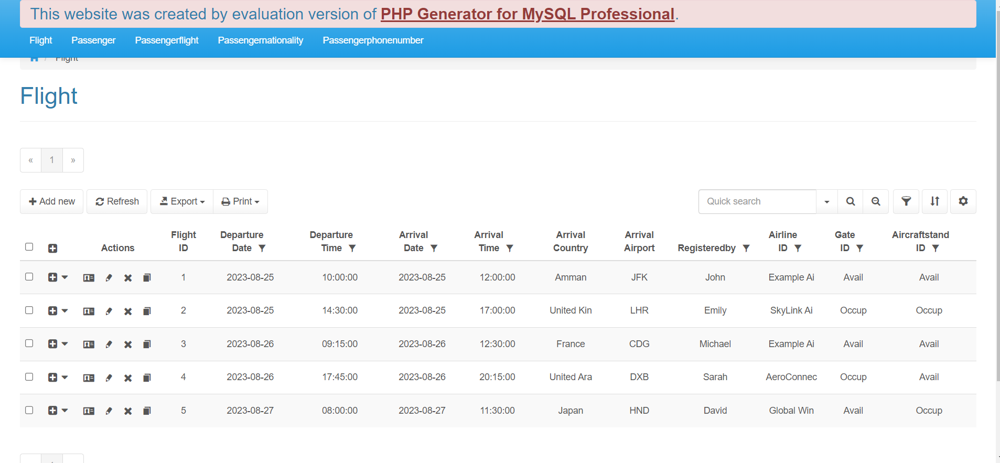 This website was created by evaluation version of PHP Generator for MySQL Professional.
Flight Passenger Passengerflight Passengernationality Passengerphonenumber
/ Flight
Flight
« 1 »
Add new Refresh Export Print Quick search
Flight ID Departure Date Departure Time Arrival Date Arrival Time Arrival Country Arrival Airport Registeredby Airline ID Gate ID Aircraftstand ID
Actions
1 2023-08-25 10:00:00 2023-08-25 12:00:00 Amman JFK John Example Ai Avail Avail
2 2023-08-25 14:30:00 2023-08-25 17:00:00 United Kin LHR Emily SkyLink Ai Occup Occup
3 2023-08-26 09:15:00 2023-08-26 12:30:00 France CDG Michael Example Ai Avail Avail
4 2023-08-26 17:45:00 2023-08-26 20:15:00 United Ara DXB Sarah AeroConnec Occup Avail
5 2023-08-27 08:00:00 2023-08-27 11:30:00 Japan HND David Global Win Avail Occup